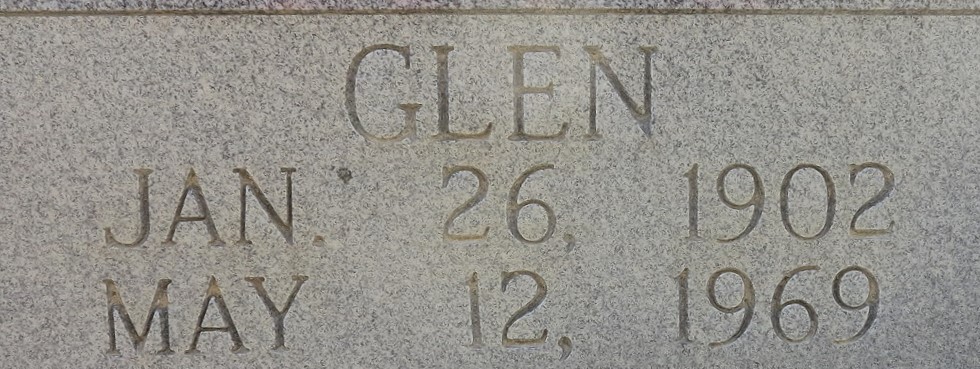 GLEN
JAN. 26, 1902
MAY 12, 1969